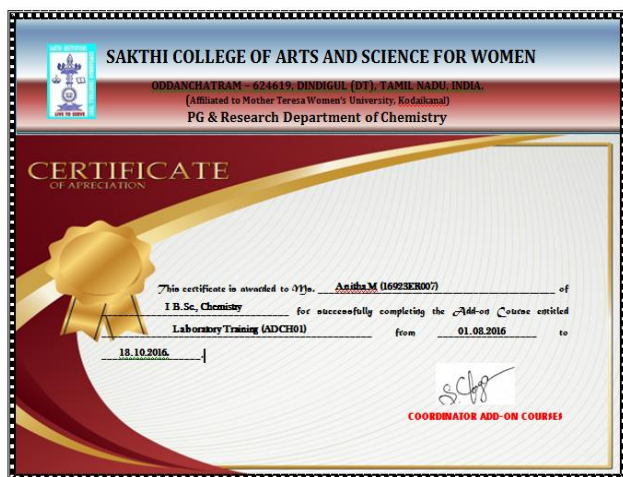 SAKTHI COLLEGE OF ARTS AND SCIENCE FOR WOMEN
ODDANCHATRAM – 624619, DINDIGUL (DT), TAMIL NADU, INDIA.
(Affiliated to Mother Teresa Women's University, Kodaikanal)
PG & Research Department of Chemistry
LIVE TO SERVE
CERTIFICATE
OF APRECIATION
This certificate is awarded to Ms. Anitha M (16923ER007) of
I B.Sc., Chemistry for successfully completing the Add-on Course entitled
Laboratory Training (ADCH01) from 01.08.2016 to
18.10.2016.
COORDINATOR ADD-ON COURSES